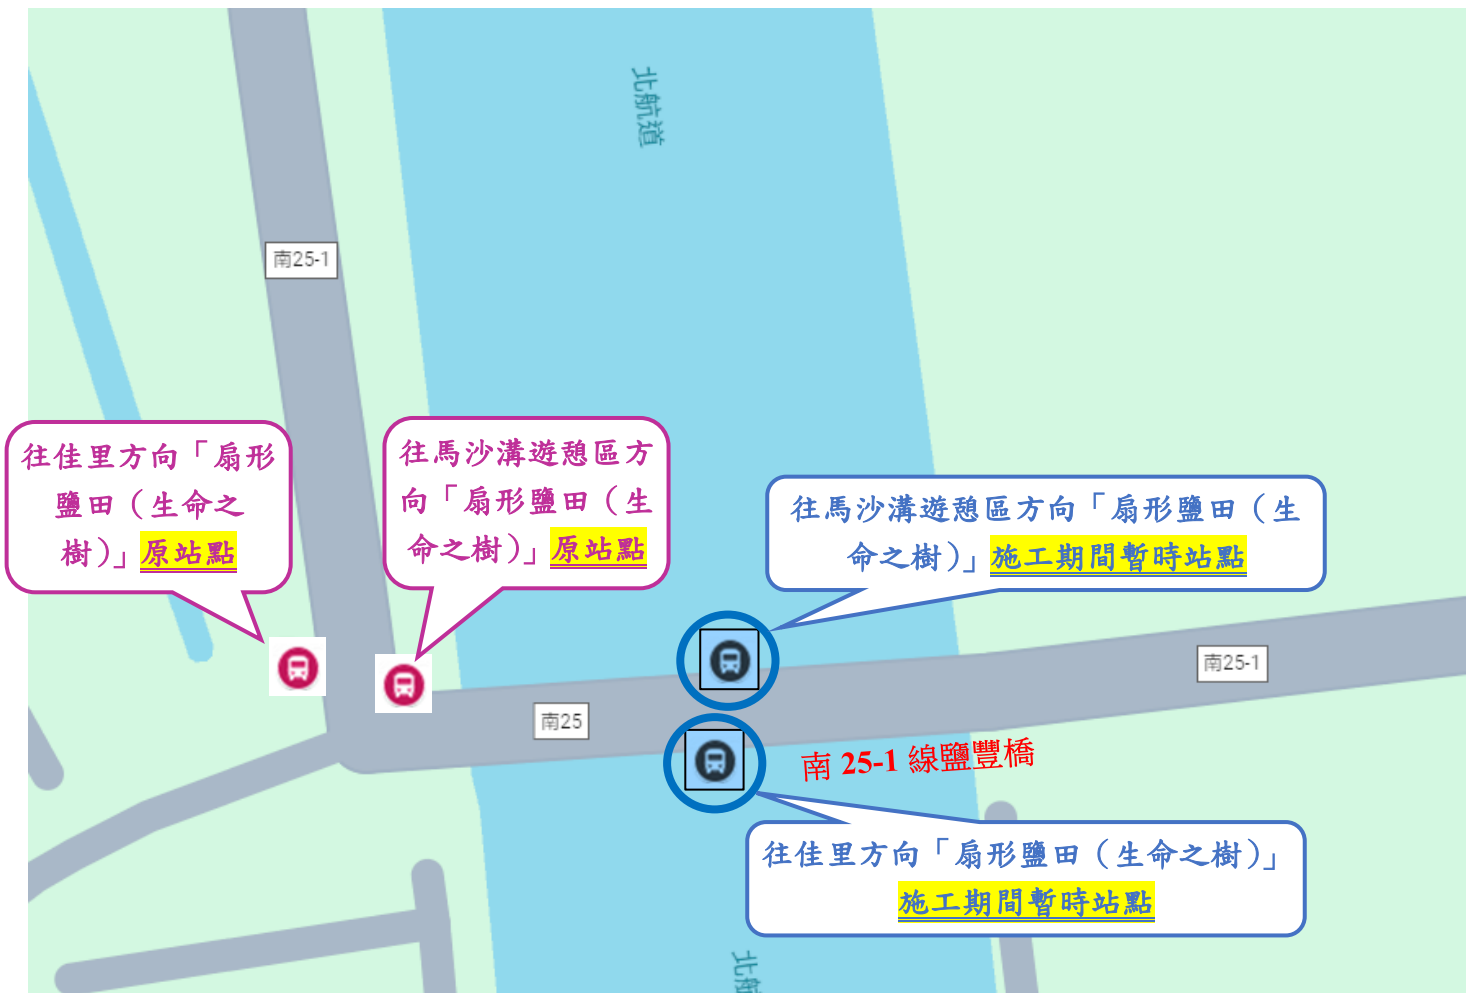 北航道
南25-1
往佳里方向「扇形
鹽田（生命之
樹）」原站點
往馬沙溝遊憩區方
向「扇形鹽田（生
命之樹）」原站點
往馬沙溝遊憩區方向「扇形鹽田（生
命之樹）」施工期間暫時站點
南25-1
南25
南 25-1 線鹽豐橋
往佳里方向「扇形鹽田（生命之樹）」
施工期間暫時站點
北航